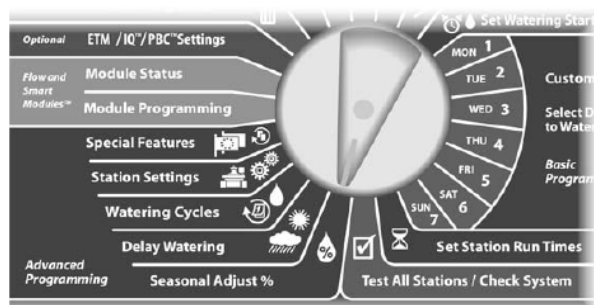 Optional
ETM /IQ™/PBC™Settings
Flow and
Smart
Modules™
Module Status
Module Programming
Special Features
Station Settings
Watering Cycles
Delay Watering
Advanced
Programming
Seasonal Adjust %
Set Watering Start
MON 1
TUE 2
WED 3
THU 4
FRI 5
SAT 6
SUN 7
Custom
Select D
to Water
Basic
Program
Set Station Run Times
Test All Stations / Check System